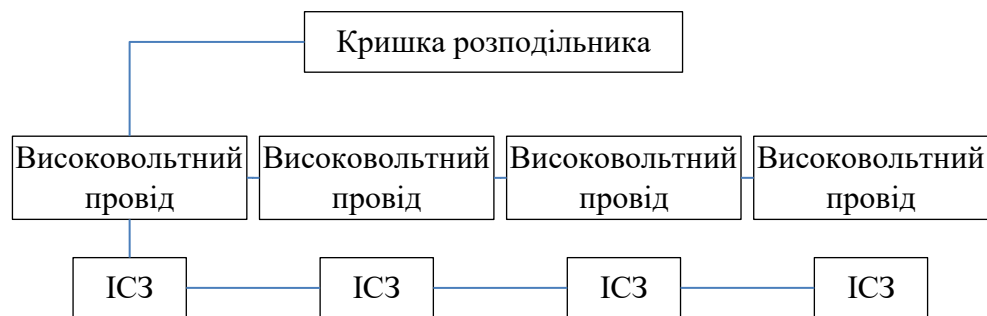 Кришка розподільника
Високовольтний провід
Високовольтний провід
Високовольтний провід
Високовольтний провід
ІСЗ
ІСЗ
ІСЗ
ІСЗ